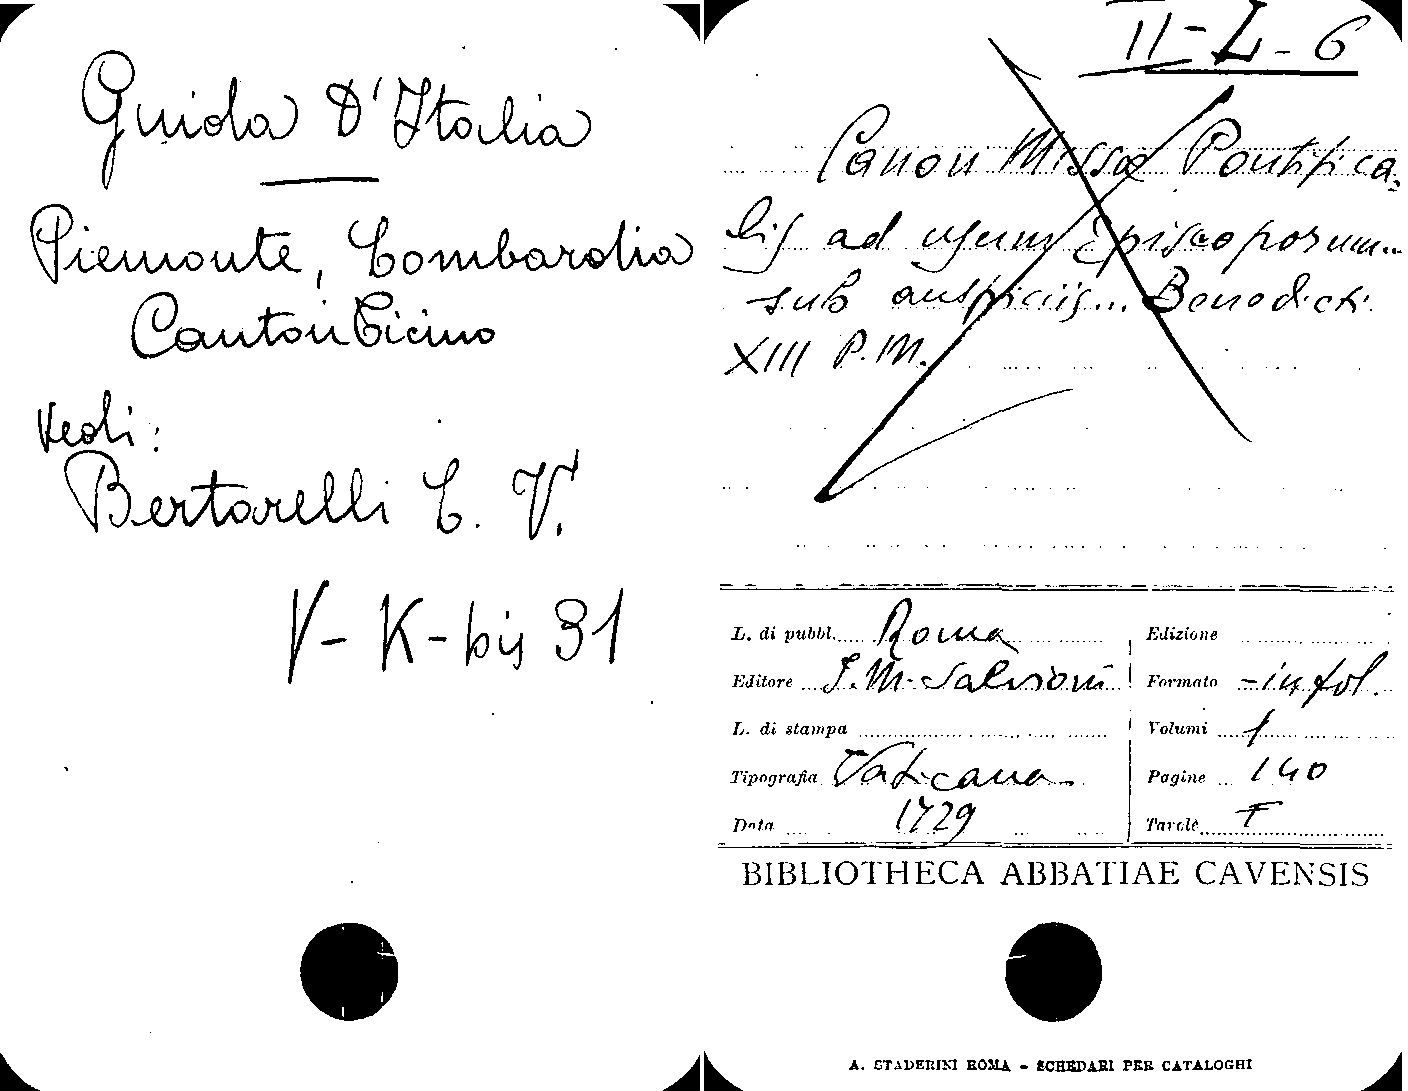 Guida D'Italia
Piemonte, Lombardia
Canton Ticino
Vedi:
Bertarelli L. V.
V - K - bis 31
II - Z - 6
Canon Missæ Pontifica-
lis ad usum Episcoporum...
sub auspiciis... Benedicti
XIII P.M.
L. di pubbl. Roma
Editore J. M. Salvioni
L. di stampa
Tipografia Vaticana
Data 1729
Edizione
Formato - in fol.
Volumi 1
Pagine 140
Tavole F
BIBLIOTHECA ABBATIAE CAVENSIS
A. STADERINI ROMA - SCHEDARI PER CATALOGHI